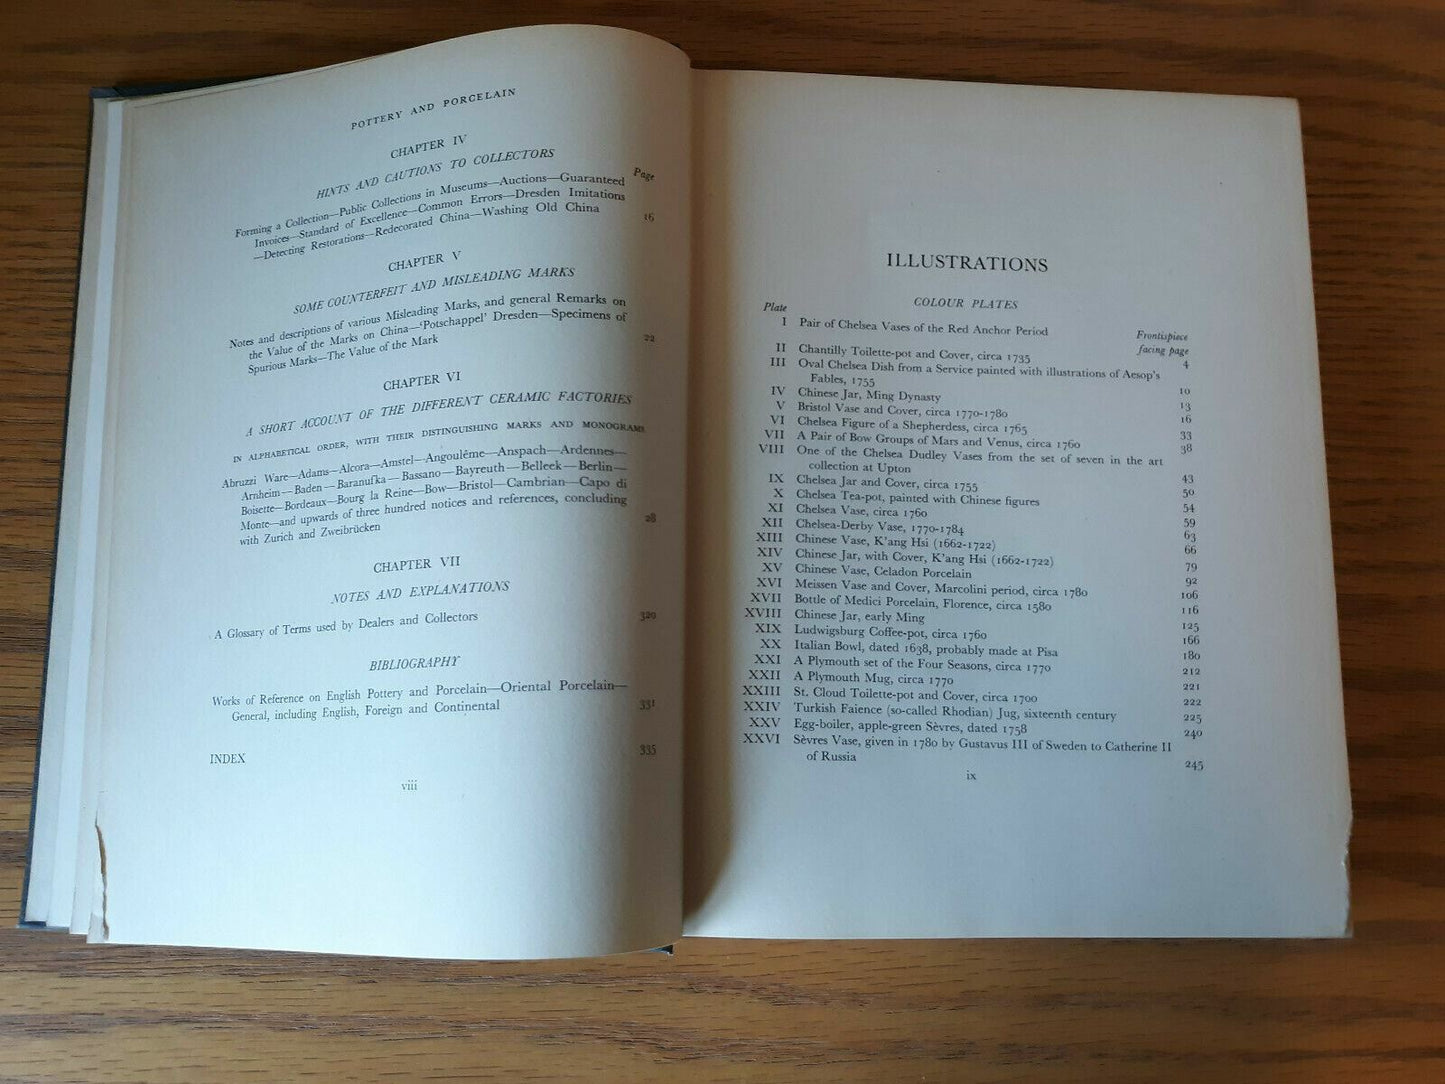 POTTERY AND PORCELAIN
CHAPTER IV
HINTS AND CAUTIONS TO COLLECTORS
Page
Forming a Collection—Public Collections in Museums—Auctions—Guaranteed
Invoices—Standard of Excellence—Common Errors—Dresden Imitations
—Detecting Restorations—Redecorated China—Washing Old China 16
CHAPTER V
SOME COUNTERFEIT AND MISLEADING MARKS
Notes and descriptions of various Misleading Marks, and general Remarks on
the Value of the Marks on China—'Potschappel' Dresden—Specimens of
Spurious Marks—The Value of the Mark 22
CHAPTER VI
A SHORT ACCOUNT OF THE DIFFERENT CERAMIC FACTORIES
IN ALPHABETICAL ORDER, WITH THEIR DISTINGUISHING MARKS AND MONOGRAMS
Abruzzi Ware—Adams—Alcora—Amstel—Angoulême—Anspach—Ardennes—
Arnheim—Baden—Baranufka—Bassano—Bayreuth—Belleek—Berlin—
Boisette—Bordeaux—Bourg la Reine—Bow—Bristol—Cambrian—Capo di
Monte—and upwards of three hundred notices and references, concluding
with Zurich and Zweibrücken 28
CHAPTER VII
NOTES AND EXPLANATIONS
A Glossary of Terms used by Dealers and Collectors 320
BIBLIOGRAPHY
Works of Reference on English Pottery and Porcelain—Oriental Porcelain—
General, including English, Foreign and Continental 331
INDEX 335
viii
ILLUSTRATIONS
COLOUR PLATES
Plate
I Pair of Chelsea Vases of the Red Anchor Period Frontispiece
facing page
II Chantilly Toilette-pot and Cover, circa 1735 4
III Oval Chelsea Dish from a Service painted with illustrations of Aesop's
Fables, 1755 10
IV Chinese Jar, Ming Dynasty 13
V Bristol Vase and Cover, circa 1770-1780 16
VI Chelsea Figure of a Shepherdess, circa 1765 33
VII A Pair of Bow Groups of Mars and Venus, circa 1760 38
VIII One of the Chelsea Dudley Vases from the set of seven in the art
collection at Upton 43
IX Chelsea Jar and Cover, circa 1755 50
X Chelsea Tea-pot, painted with Chinese figures 54
XI Chelsea Vase, circa 1760 59
XII Chelsea-Derby Vase, 1770-1784 63
XIII Chinese Vase, K'ang Hsi (1662-1722) 66
XIV Chinese Jar, with Cover, K'ang Hsi (1662-1722) 79
XV Chinese Vase, Celadon Porcelain 92
XVI Meissen Vase and Cover, Marcolini period, circa 1780 106
XVII Bottle of Medici Porcelain, Florence, circa 1580 116
XVIII Chinese Jar, early Ming 125
XIX Ludwigsburg Coffee-pot, circa 1760 166
XX Italian Bowl, dated 1638, probably made at Pisa 180
XXI A Plymouth set of the Four Seasons, circa 1770 212
XXII A Plymouth Mug, circa 1770 221
XXIII St. Cloud Toilette-pot and Cover, circa 1700 222
XXIV Turkish Faience (so-called Rhodian) Jug, sixteenth century 225
XXV Egg-boiler, apple-green Sèvres, dated 1758 240
XXVI Sèvres Vase, given in 1780 by Gustavus III of Sweden to Catherine II
of Russia 245
ix